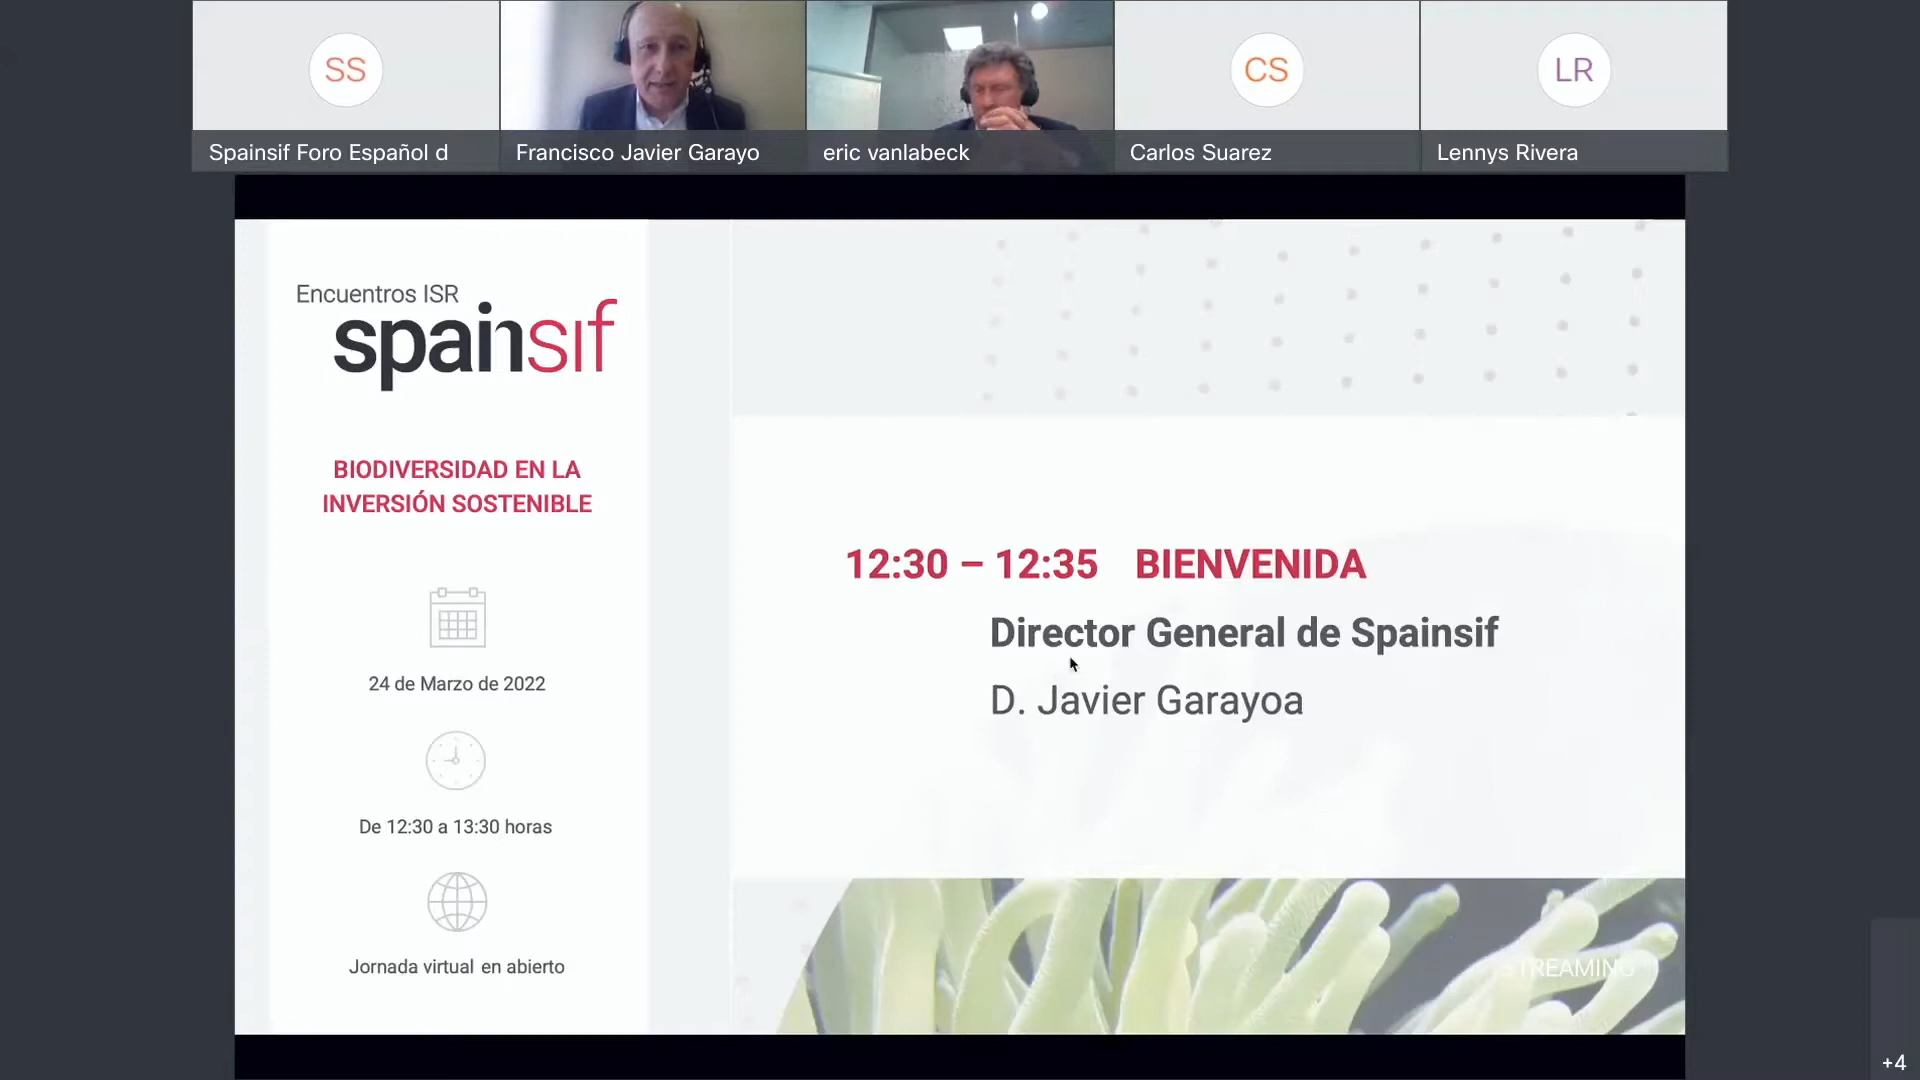 SS
CS
LR
Spainsif Foro Español d
Francisco Javier Garayo
eric vanlabeck
Carlos Suarez
Lennys Rivera
Encuentros ISR
spainsif
BIODIVERSIDAD EN LA
INVERSIÓN SOSTENIBLE
24 de Marzo de 2022
De 12:30 a 13:30 horas
Jornada virtual en abierto
12:30 – 12:35 BIENVENIDA
Director General de Spainsif
D. Javier Garayoa
STREAMING
+4